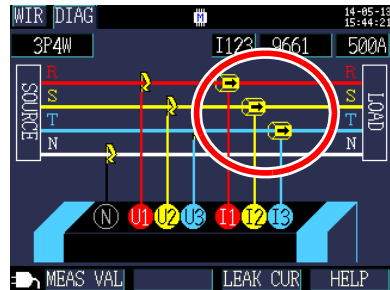 WIR DIAG M 14-05-13
15:44:21
3P4W I123 9661 500A
R R
S S
T T
N N
SOURCE LOAD
N U1 U2 U3 I1 I2 I3
MEAS VAL LEAK CUR HELP